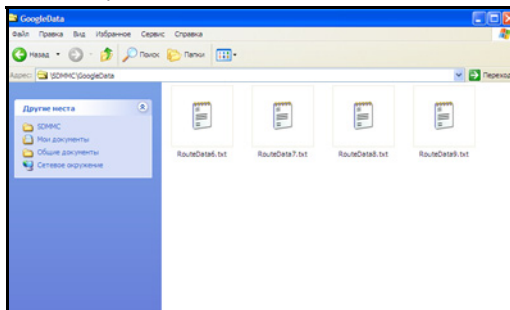 GoogleData
Файл Правка Вид Избранное Сервис Справка
Назад Поиск Папки
Адрес: \SDMMC\GoogleData Переход
Другие места
SDMMC
Мои документы
Общие документы
Сетевое окружение
RouteData6.txt RouteData7.txt RouteData8.txt RouteData9.txt